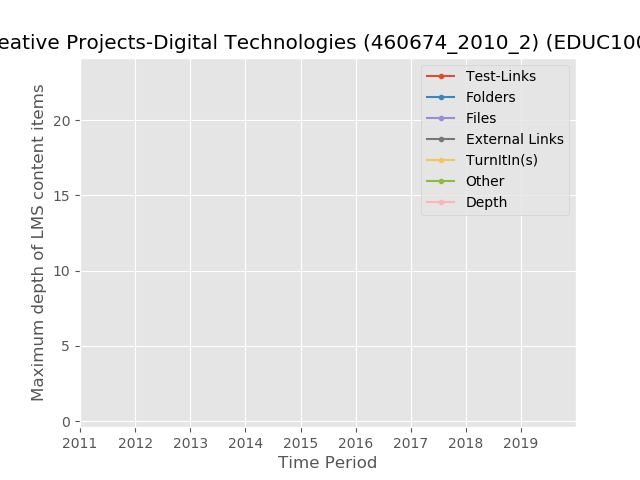 eative Projects-Digital Technologies (460674_2010_2) (EDUC100
Test-Links
Folders
Files
External Links
TurnItIn(s)
Other
Depth
Maximum depth of LMS content items
20
15
10
5
0
2011 2012 2013 2014 2015 2016 2017 2018 2019
Time Period